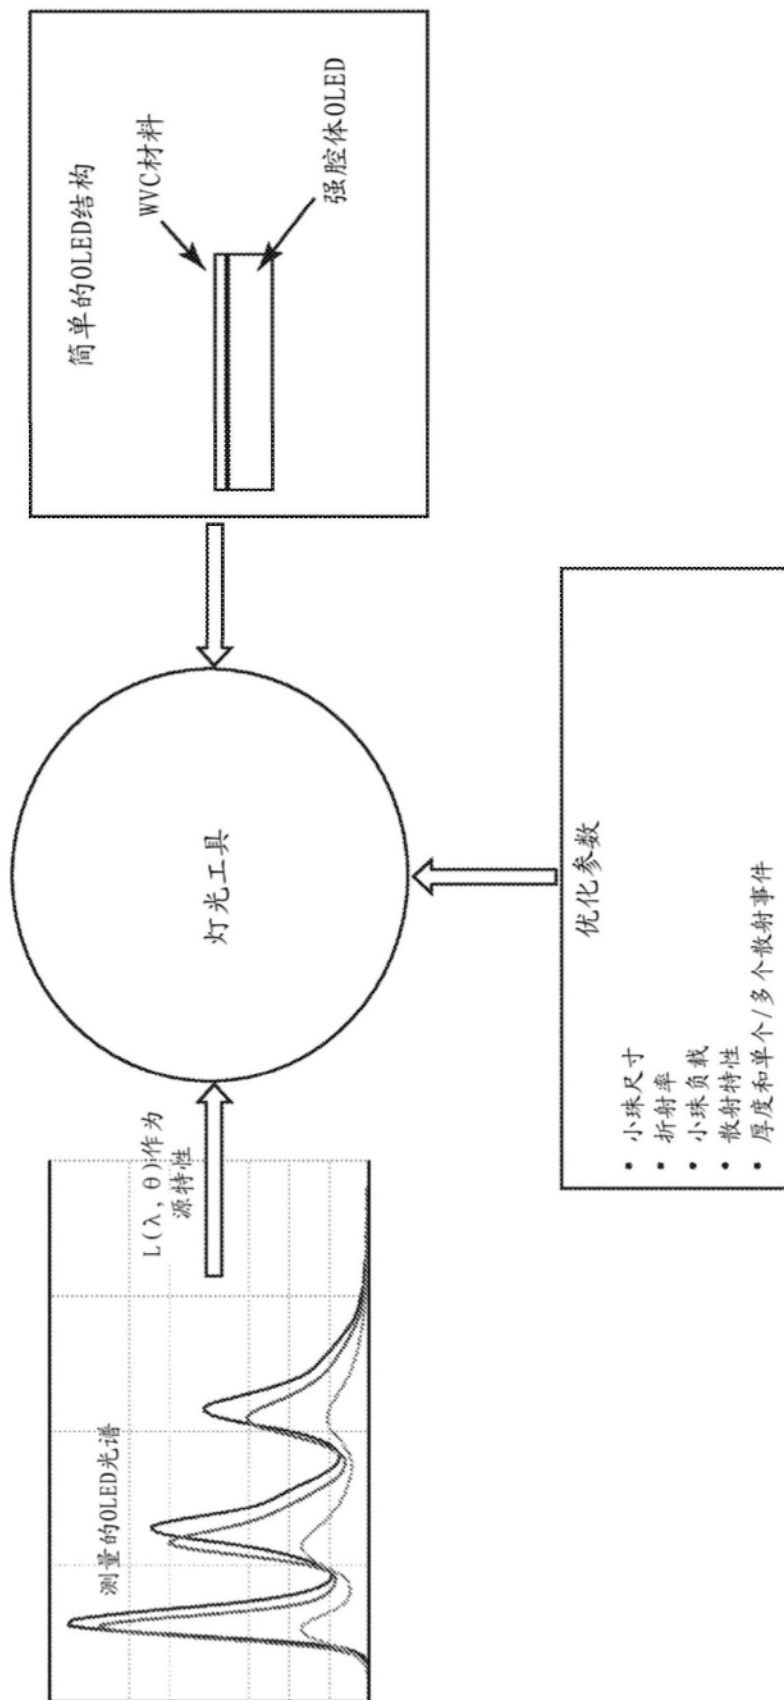 测量的OLED光谱
L(λ, θ)作为
源特性
灯光工具
简单的OLED结构
WVC材料
强腔体OLED
优化参数
• 小珠尺寸
• 折射率
• 小珠负载
• 散射特性
• 厚度和单个/多个散射事件